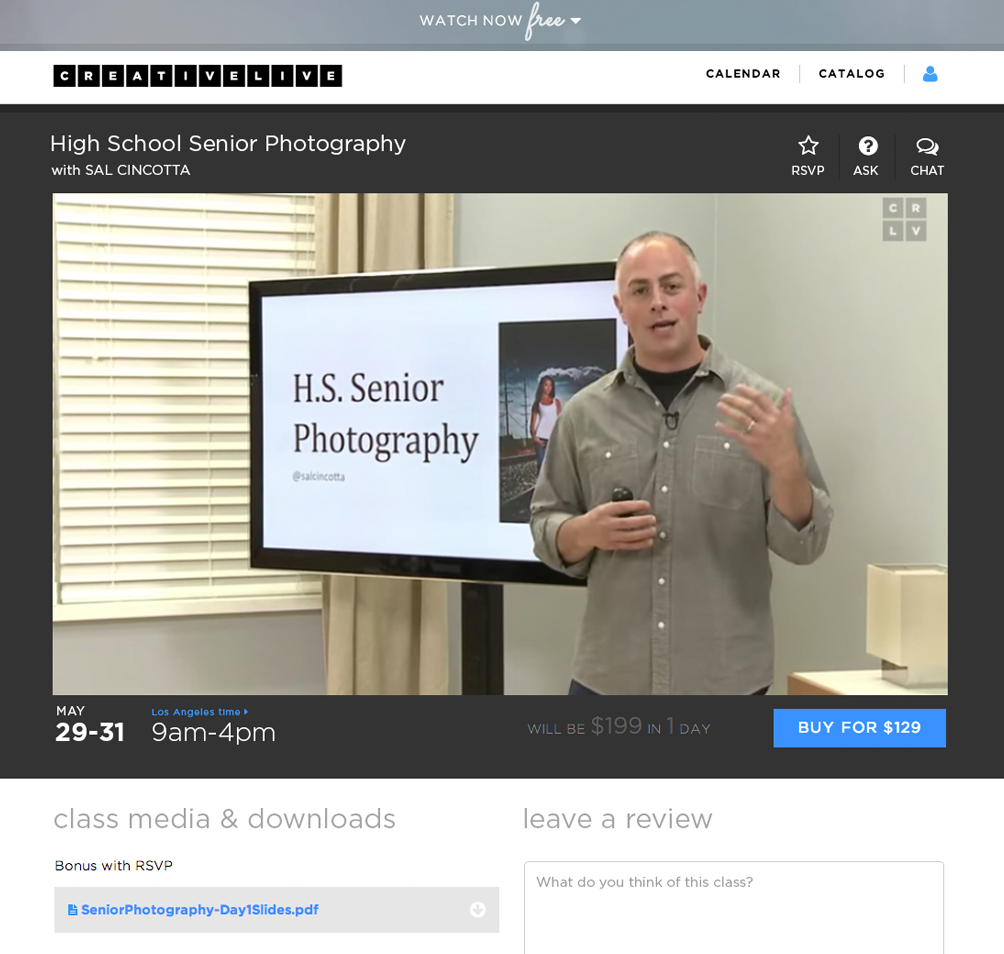 WATCH NOW free
CREATIVELIVE
CALENDAR
CATALOG
High School Senior Photography
with SAL CINCOTTA
RSVP
ASK
CHAT
CR
LV
H.S. Senior
Photography
@salcincotta
MAY
29-31
Los Angeles time
9am-4pm
WILL BE $199 IN 1 DAY
BUY FOR $129
class media & downloads
leave a review
Bonus with RSVP
What do you think of this class?
SeniorPhotography-Day1Slides.pdf